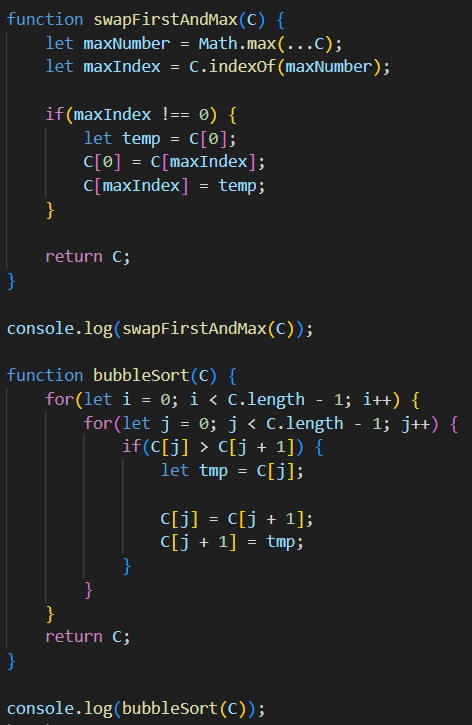 function swapFirstAndMax(C) {
    let maxNumber = Math.max(...C);
    let maxIndex = C.indexOf(maxNumber);

    if(maxIndex !== 0) {
        let temp = C[0];
        C[0] = C[maxIndex];
        C[maxIndex] = temp;
    }

    return C;
}

console.log(swapFirstAndMax(C));

function bubbleSort(C) {
    for(let i = 0; i < C.length - 1; i++) {
        for(let j = 0; j < C.length - 1; j++) {
            if(C[j] > C[j + 1]) {
                let tmp = C[j];

                C[j] = C[j + 1];
                C[j + 1] = tmp;
            }
        }
    }
    return C;
}

console.log(bubbleSort(C));